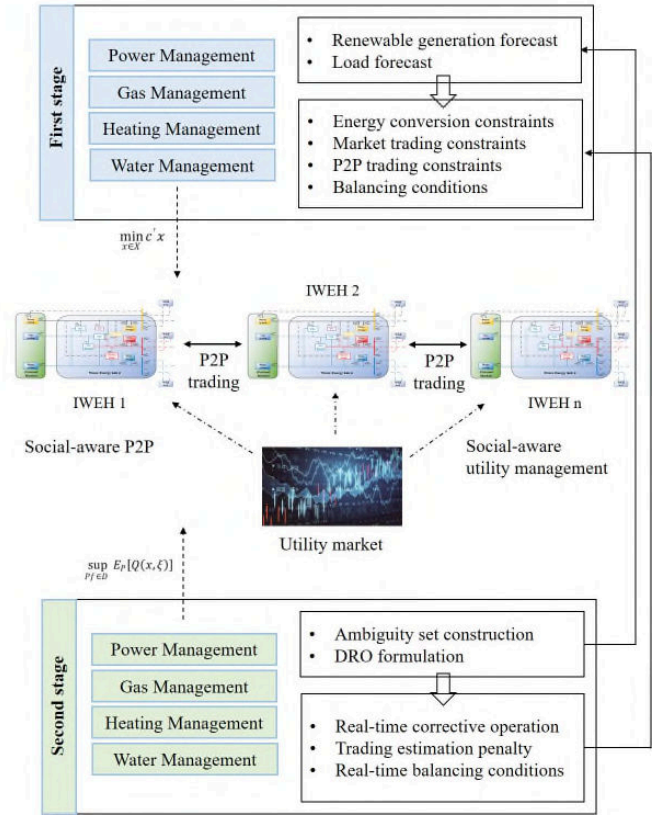 First stage
Power Management
Gas Management
Heating Management
Water Management
• Renewable generation forecast
• Load forecast
• Energy conversion constraints
• Market trading constraints
• P2P trading constraints
• Balancing conditions
min c'x
x∈X
IWEH 2
P2P
trading
P2P
trading
IWEH 1
IWEH n
Social-aware P2P
Social-aware
utility management
Utility market
sup E_P[Q(x,ξ)]
Pf∈D
Second stage
Power Management
Gas Management
Heating Management
Water Management
• Ambiguity set construction
• DRO formulation
• Real-time corrective operation
• Trading estimation penalty
• Real-time balancing conditions